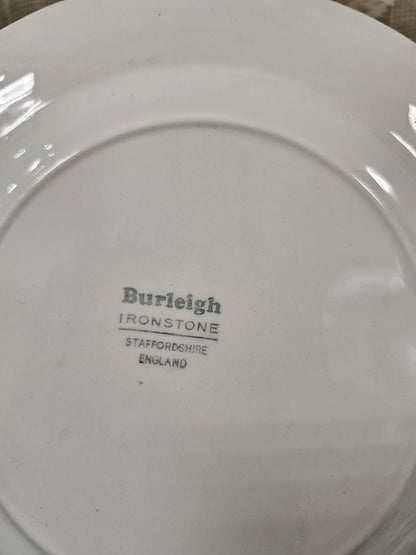 Burleigh
IRONSTONE
STAFFORDSHIRE
ENGLAND